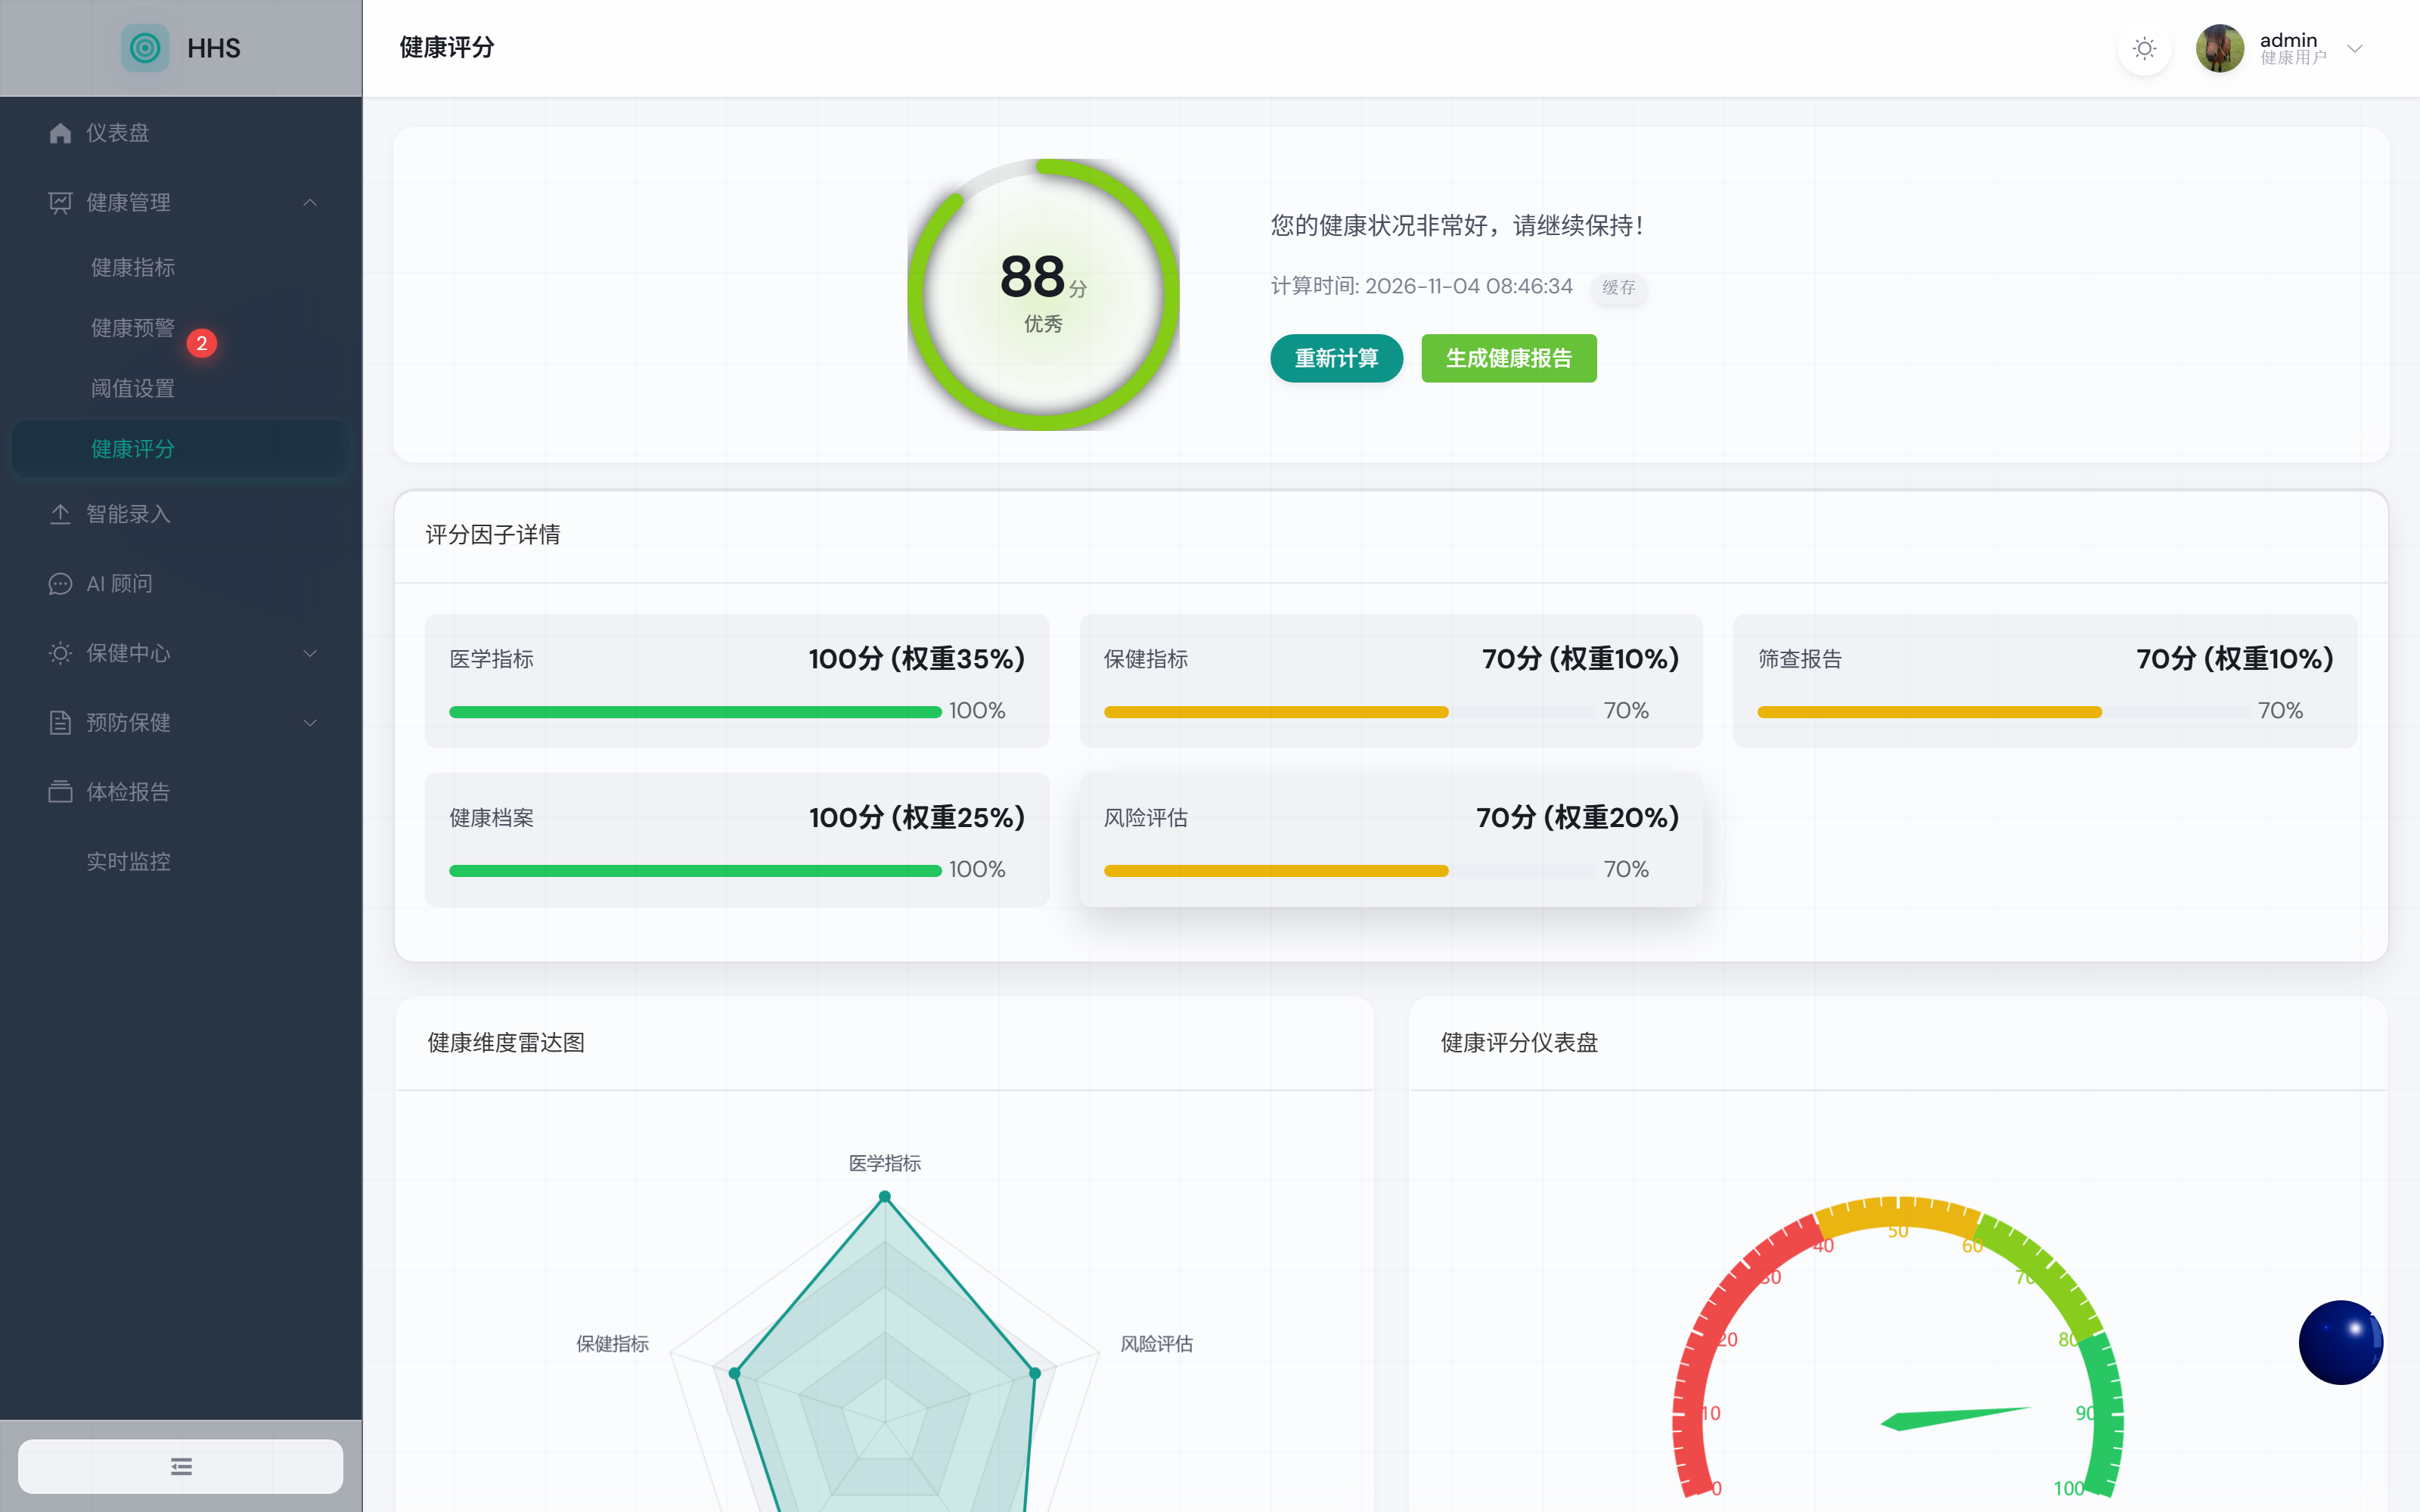 HHS
仪表盘
健康管理
健康指标
健康预警
2
阈值设置
健康评分
智能录入
AI 顾问
保健中心
预防保健
体检报告
实时监控
健康评分
admin
健康用户
88分
优秀
您的健康状况非常好，请继续保持！
计算时间: 2026-11-04 08:46:34 缓存
重新计算 生成健康报告
评分因子详情
医学指标 100分 (权重35%)
100%
保健指标 70分 (权重10%)
70%
筛查报告 70分 (权重10%)
70%
健康档案 100分 (权重25%)
100%
风险评估 70分 (权重20%)
70%
健康维度雷达图
医学指标
保健指标
风险评估
健康评分仪表盘
0
10
20
30
40
50
60
70
80
90
100